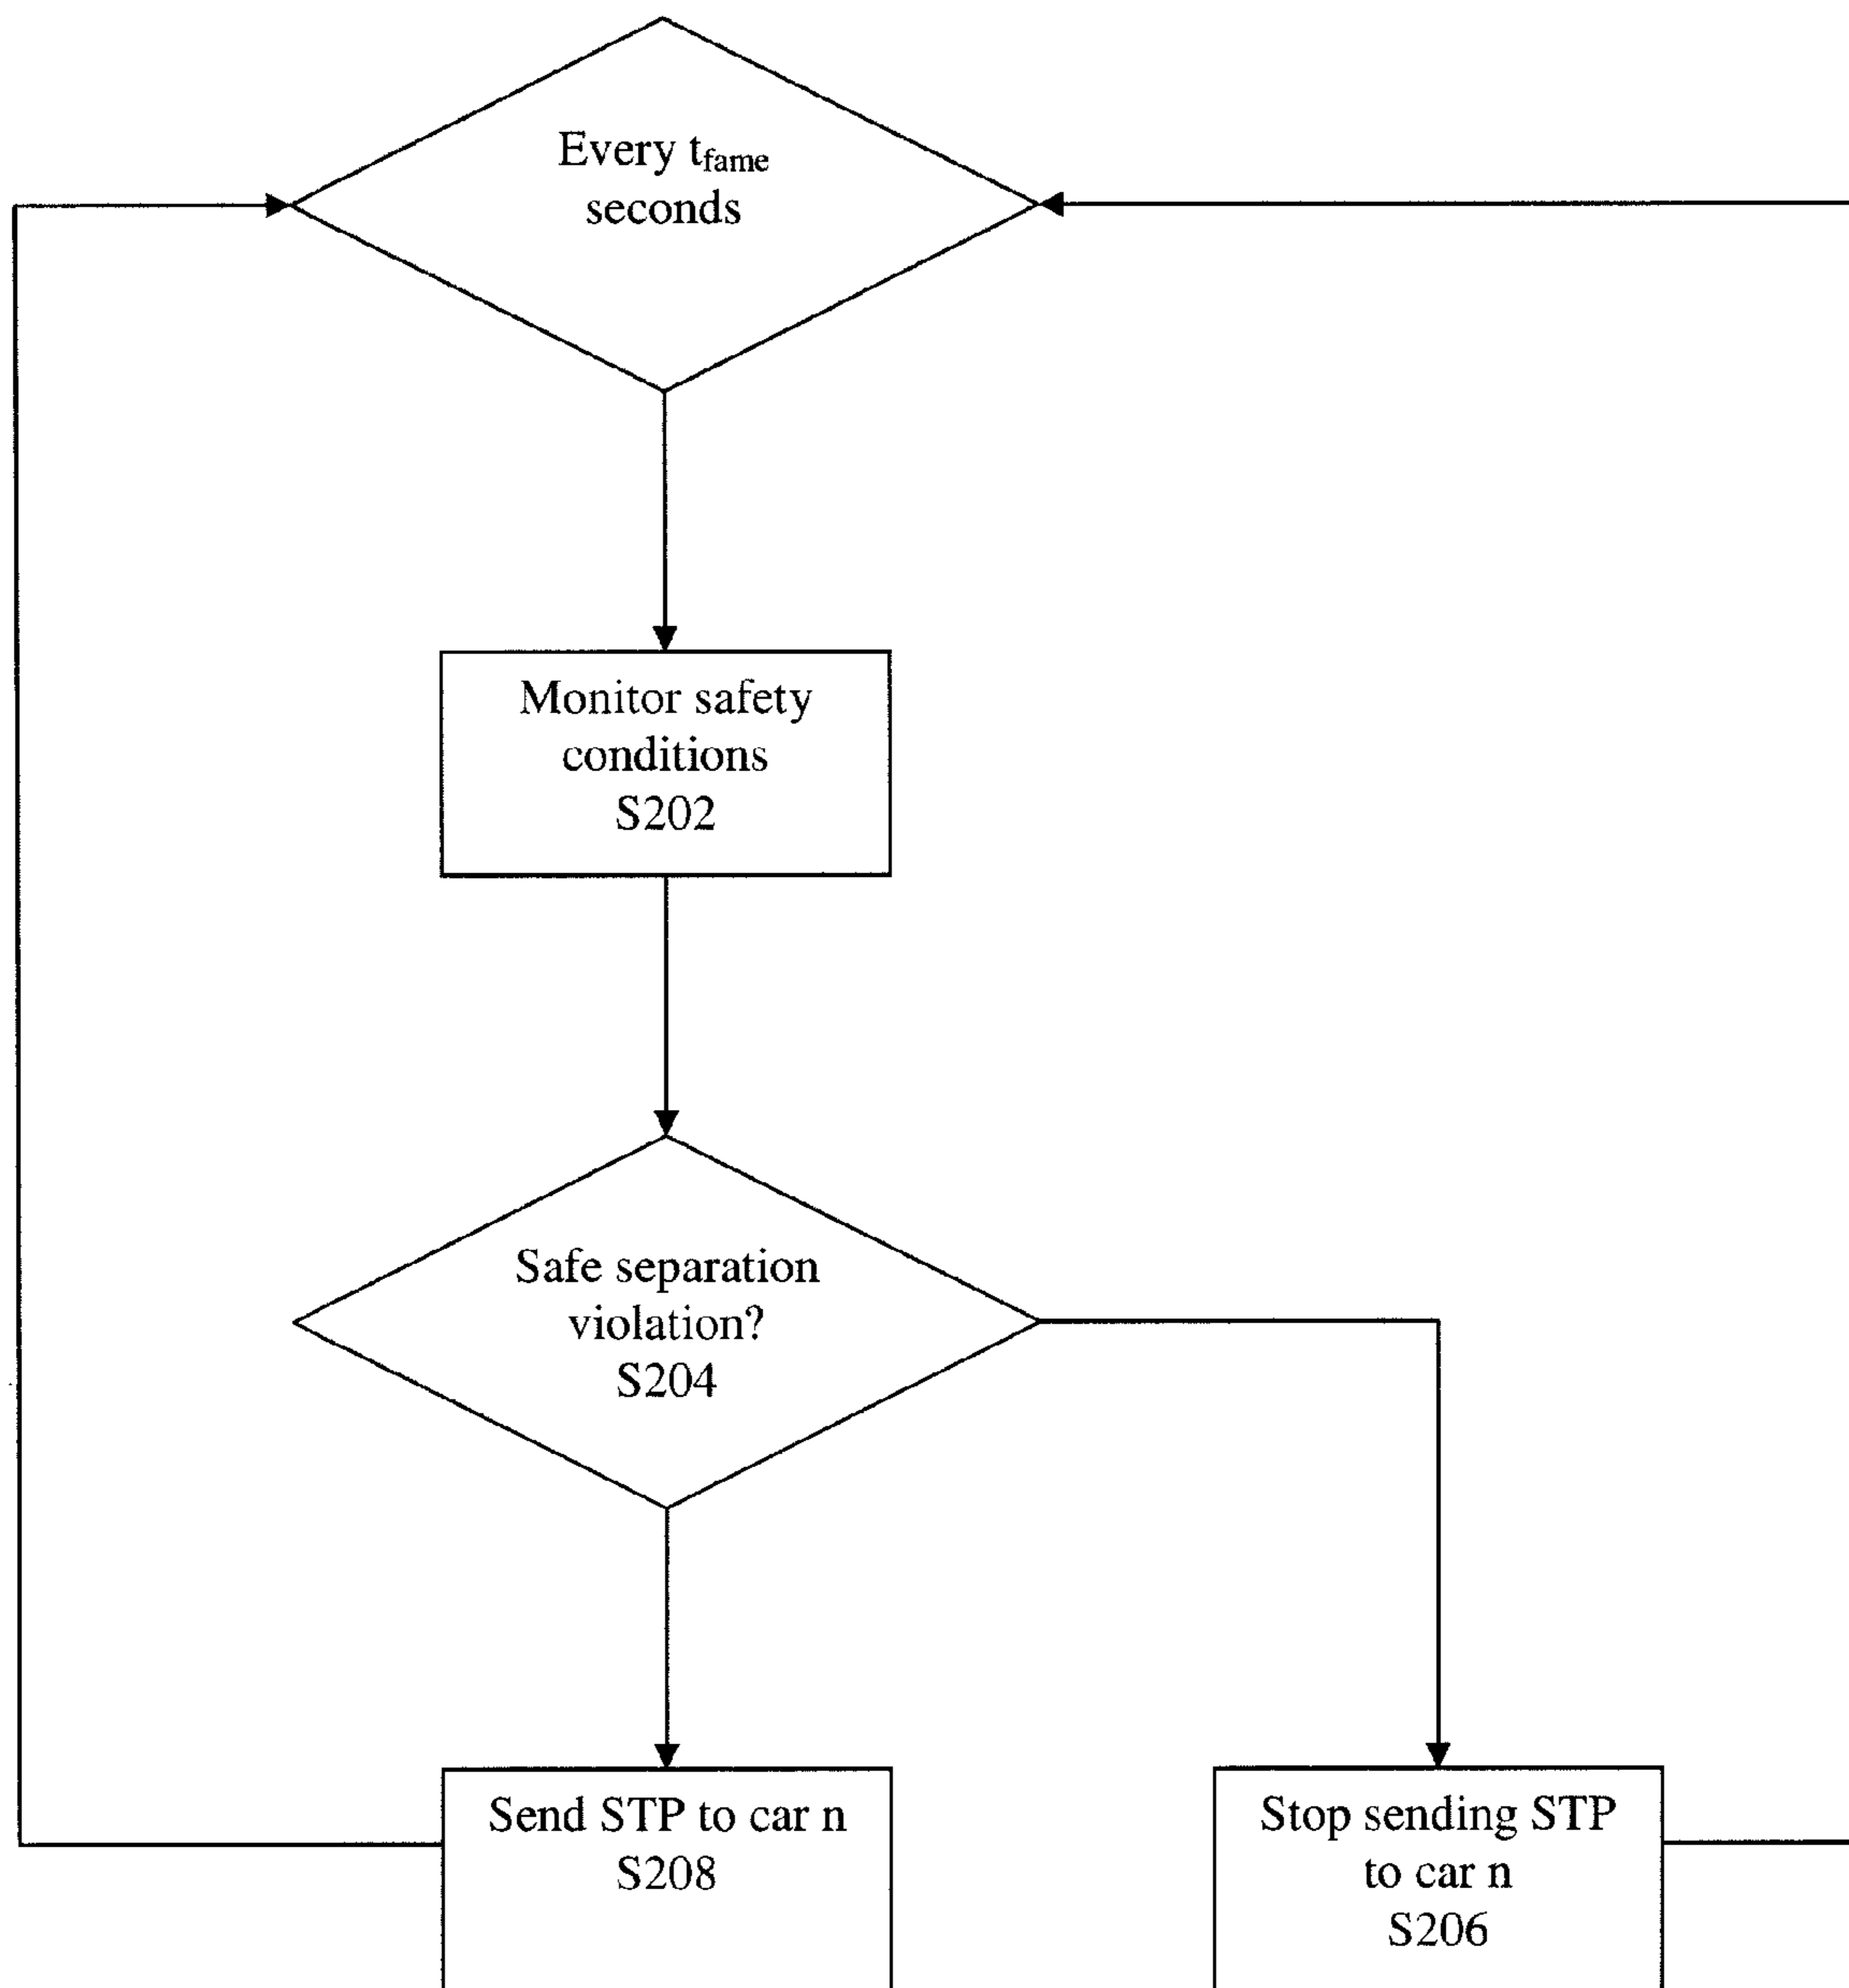 Every t_fame
seconds
Monitor safety
conditions
S202
Safe separation
violation?
S204
Send STP to car n
S208
Stop sending STP
to car n
S206